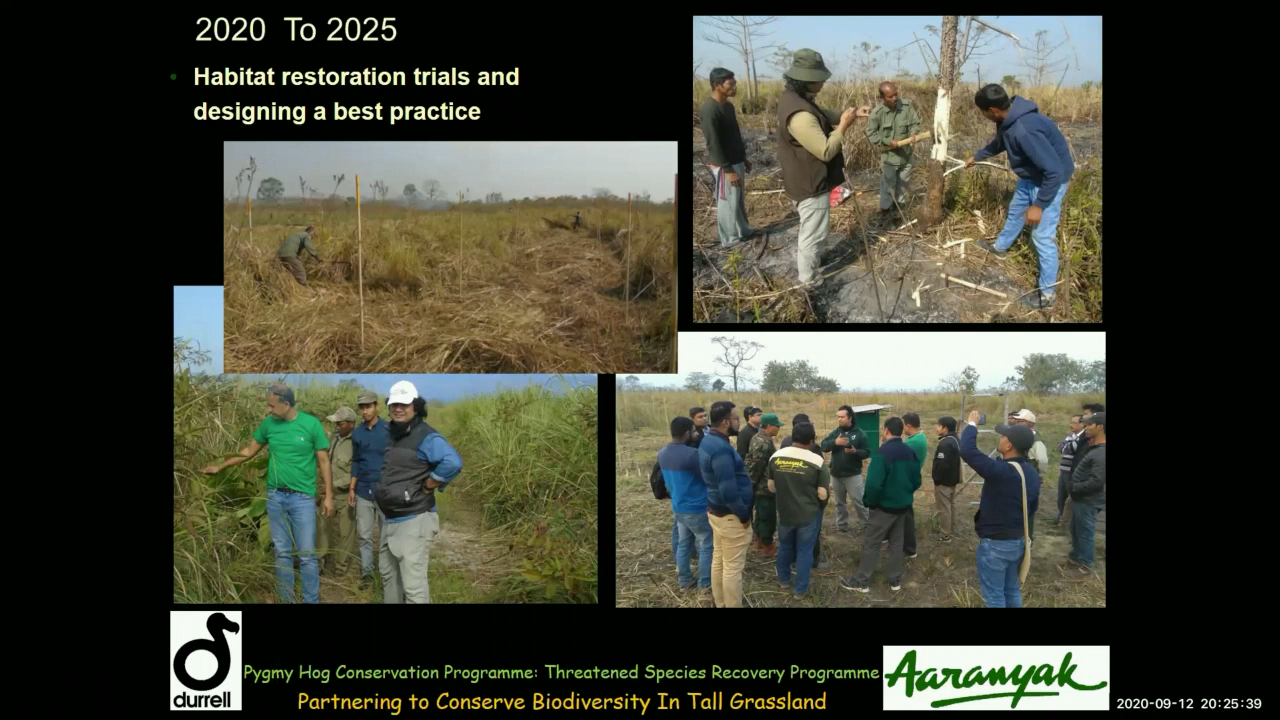 2020 To 2025
• Habitat restoration trials and
designing a best practice
Aaranyak
durrell
Pygmy Hog Conservation Programme: Threatened Species Recovery Programme
Partnering to Conserve Biodiversity In Tall Grassland
Aaranyak
2020-09-12 20:25:39